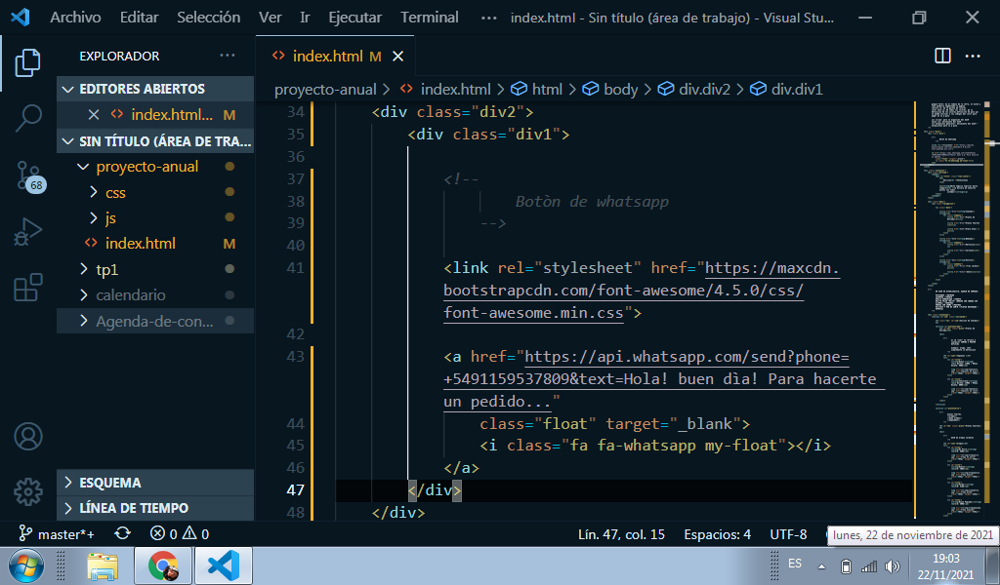 Archivo Editar Selección Ver Ir Ejecutar Terminal ··· index.html - Sin título (área de trabajo) - Visual Stu...
EXPLORADOR ···
EDITORES ABIERTOS
index.html... M
SIN TÍTULO (ÁREA DE TRA...
proyecto-anual
css
js
index.html M
tp1
calendario
Agenda-de-con...
ESQUEMA
LÍNEA DE TIEMPO
68
index.html M
proyecto-anual > index.html > html > body > div.div2 > div.div1
34 <div class="div2">
35 <div class="div1">
36
37 <!--
38 Botòn de whatsapp
39 -->
40
41 <link rel="stylesheet" href="https://maxcdn.
bootstrapcdn.com/font-awesome/4.5.0/css/
font-awesome.min.css">
42
43 <a href="https://api.whatsapp.com/send?phone=
+5491159537809&text=Hola! buen dìa! Para hacerte
un pedido..."
44 class="float" target="_blank">
45 <i class="fa fa-whatsapp my-float"></i>
46 </a>
47 </div>
48 </div>
master*+ 0 0 Lín. 47, col. 15 Espacios: 4 UTF-8
lunes, 22 de noviembre de 2021
ES
19:03
22/11/2021